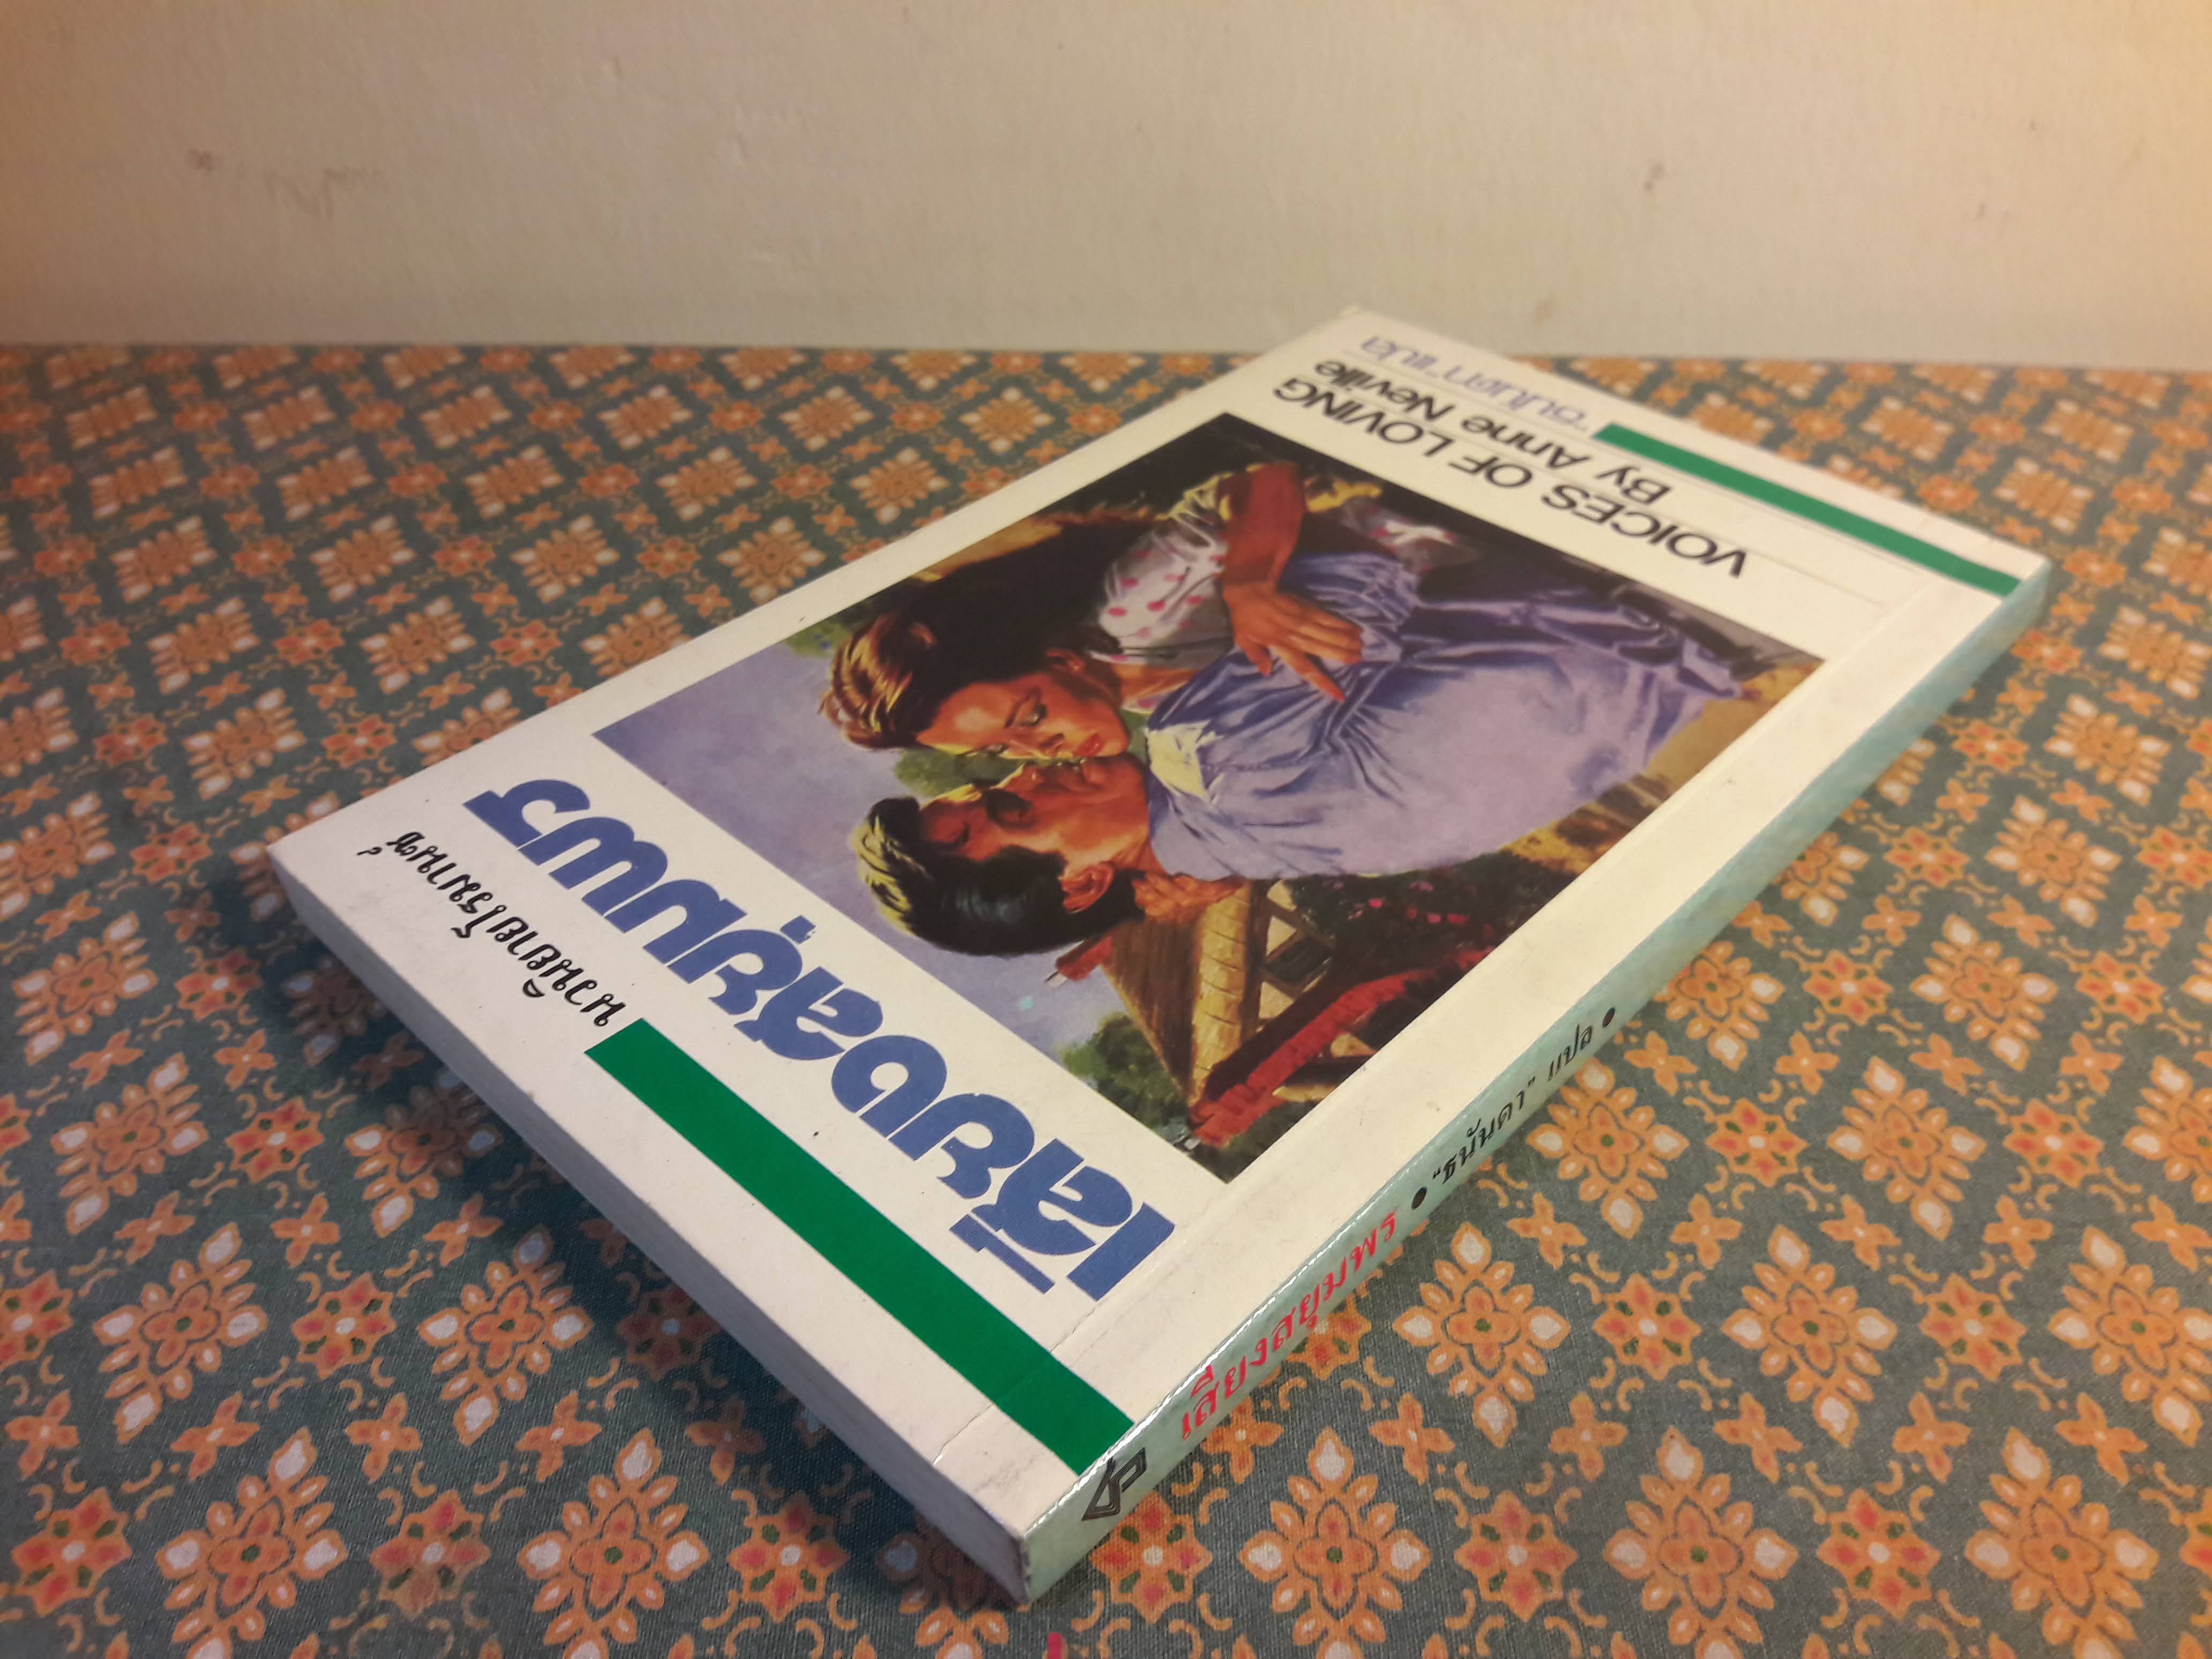 นวนิยายโรมานซ์
เสียงสยุมพร
VOICES OF LOVING
By Anne Neville
"ธนันดา" แปล
เสียงสยุมพร • "ธนันดา" แปล •